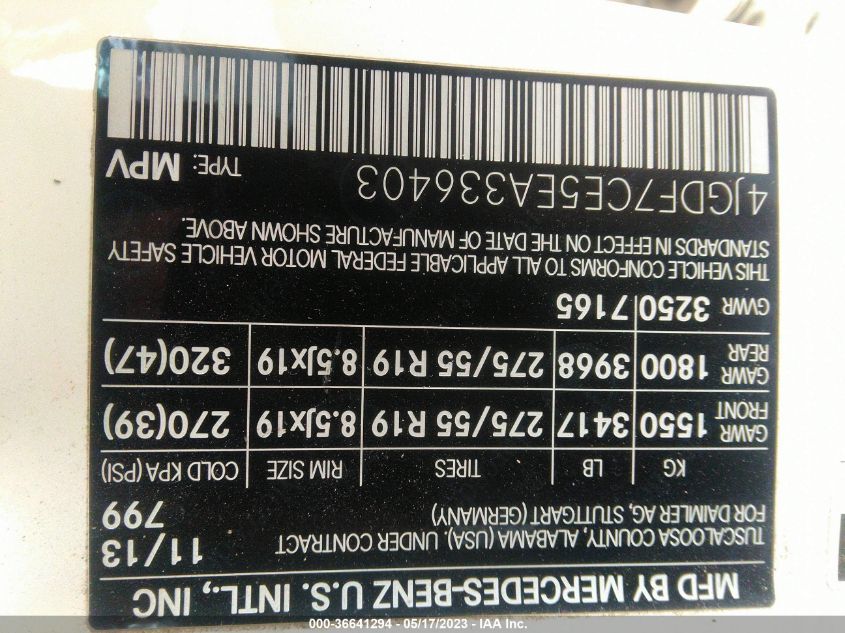 MFD BY MERCEDES-BENZ U.S. INTL., INC
TUSCALOOSA COUNTY, ALABAMA (USA). UNDER CONTRACT 11/13
FOR DAIMLER AG, STUTTGART (GERMANY) 799
KG LB TIRES RIM SIZE COLD KPA (PSI)
GAWR FRONT 1550 3417 275/55 R19 8.5Jx19 270(39)
GAWR REAR 1800 3968 275/55 R19 8.5Jx19 320(47)
GVWR 3250 7165
THIS VEHICLE CONFORMS TO ALL APPLICABLE FEDERAL MOTOR VEHICLE SAFETY
STANDARDS IN EFFECT ON THE DATE OF MANUFACTURE SHOWN ABOVE.
4JGDF7CE5EA336403 TYPE: MPV
000-36641294 - 05/17/2023 - IAA Inc.